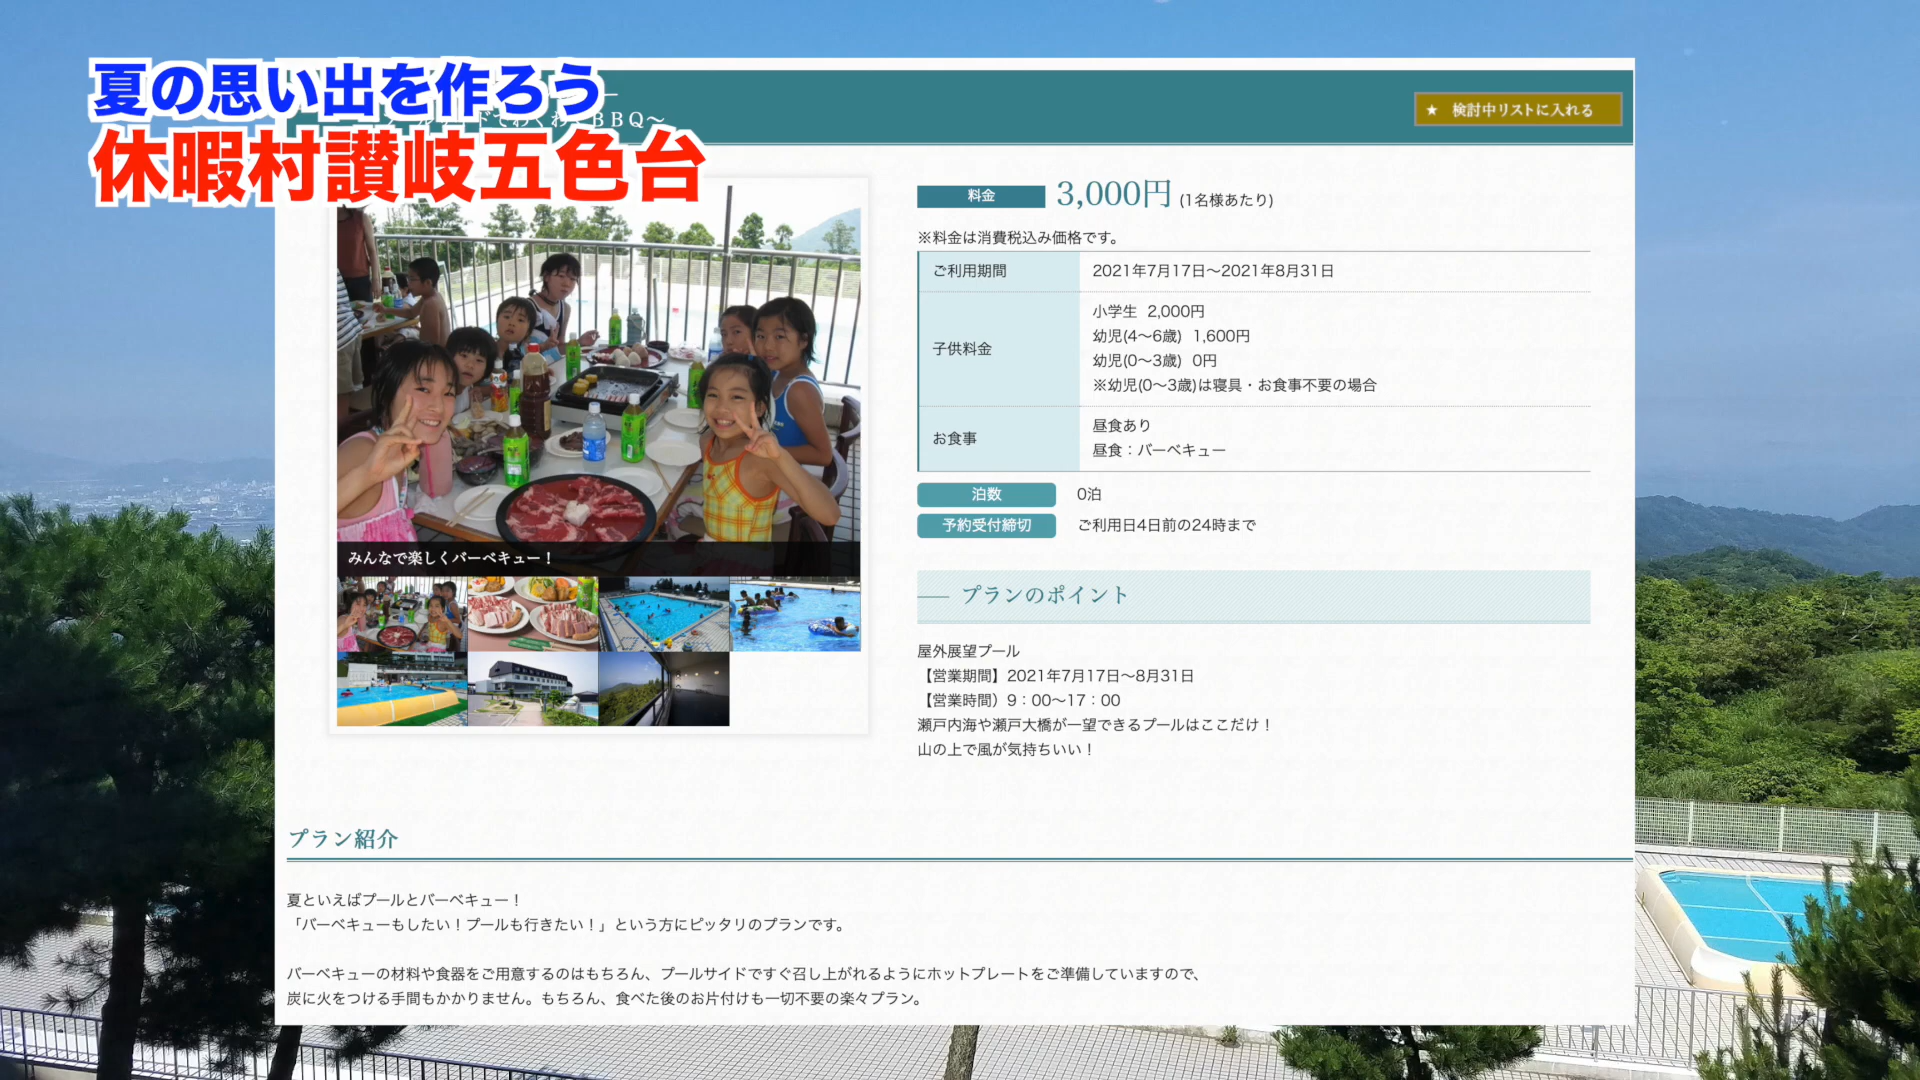 夏の思い出を作ろう
休暇村讃岐五色台
BBQ～
★ 検討中リストに入れる
料金 3,000円 (1名様あたり)
※料金は消費税込み価格です。
ご利用期間 2021年7月17日～2021年8月31日
子供料金
小学生 2,000円
幼児(4～6歳) 1,600円
幼児(0～3歳) 0円
※幼児(0～3歳)は寝具・お食事不要の場合
お食事
昼食あり
昼食：バーベキュー
泊数 0泊
予約受付締切 ご利用日4日前の24時まで
みんなで楽しくバーベキュー！
プランのポイント
屋外展望プール
【営業期間】2021年7月17日～8月31日
【営業時間）9：00～17：00
瀬戸内海や瀬戸大橋が一望できるプールはここだけ！
山の上で風が気持ちいい！
プラン紹介
夏といえばプールとバーベキュー！
「バーベキューもしたい！プールも行きたい！」という方にピッタリのプランです。
バーベキューの材料や食器をご用意するのはもちろん、プールサイドですぐ召し上がれるようにホットプレートをご準備していますので、
炭に火をつける手間もかかりません。もちろん、食べた後のお片付けも一切不要の楽々プラン。